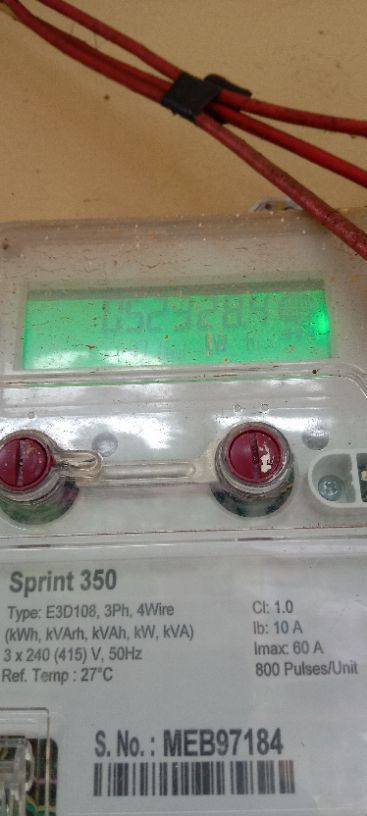 Sprint 350
Type: E3D108, 3Ph, 4Wire
(kWh, kVArh, kVAh, kW, kVA)
3 x 240 (415) V, 50Hz
Ref. Temp : 27°C
Cl: 1.0
Ib: 10 A
Imax: 60 A
800 Pulses/Unit
S. No. : MEB97184